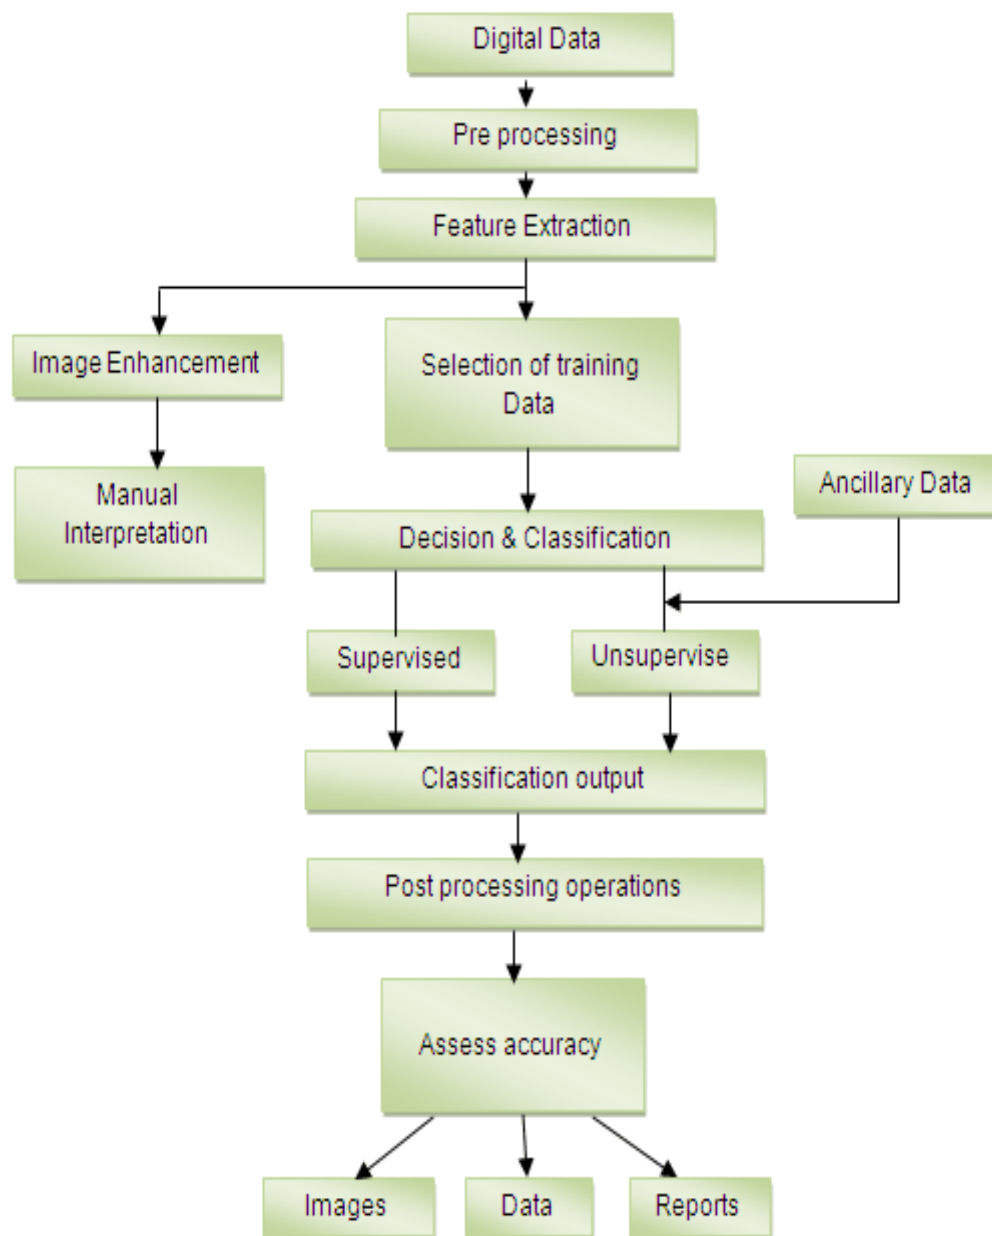 Digital Data
Pre processing
Feature Extraction
Image Enhancement
Selection of training
Data
Manual
Interpretation
Ancillary Data
Decision & Classification
Supervised
Unsupervise
Classification output
Post processing operations
Assess accuracy
Images
Data
Reports